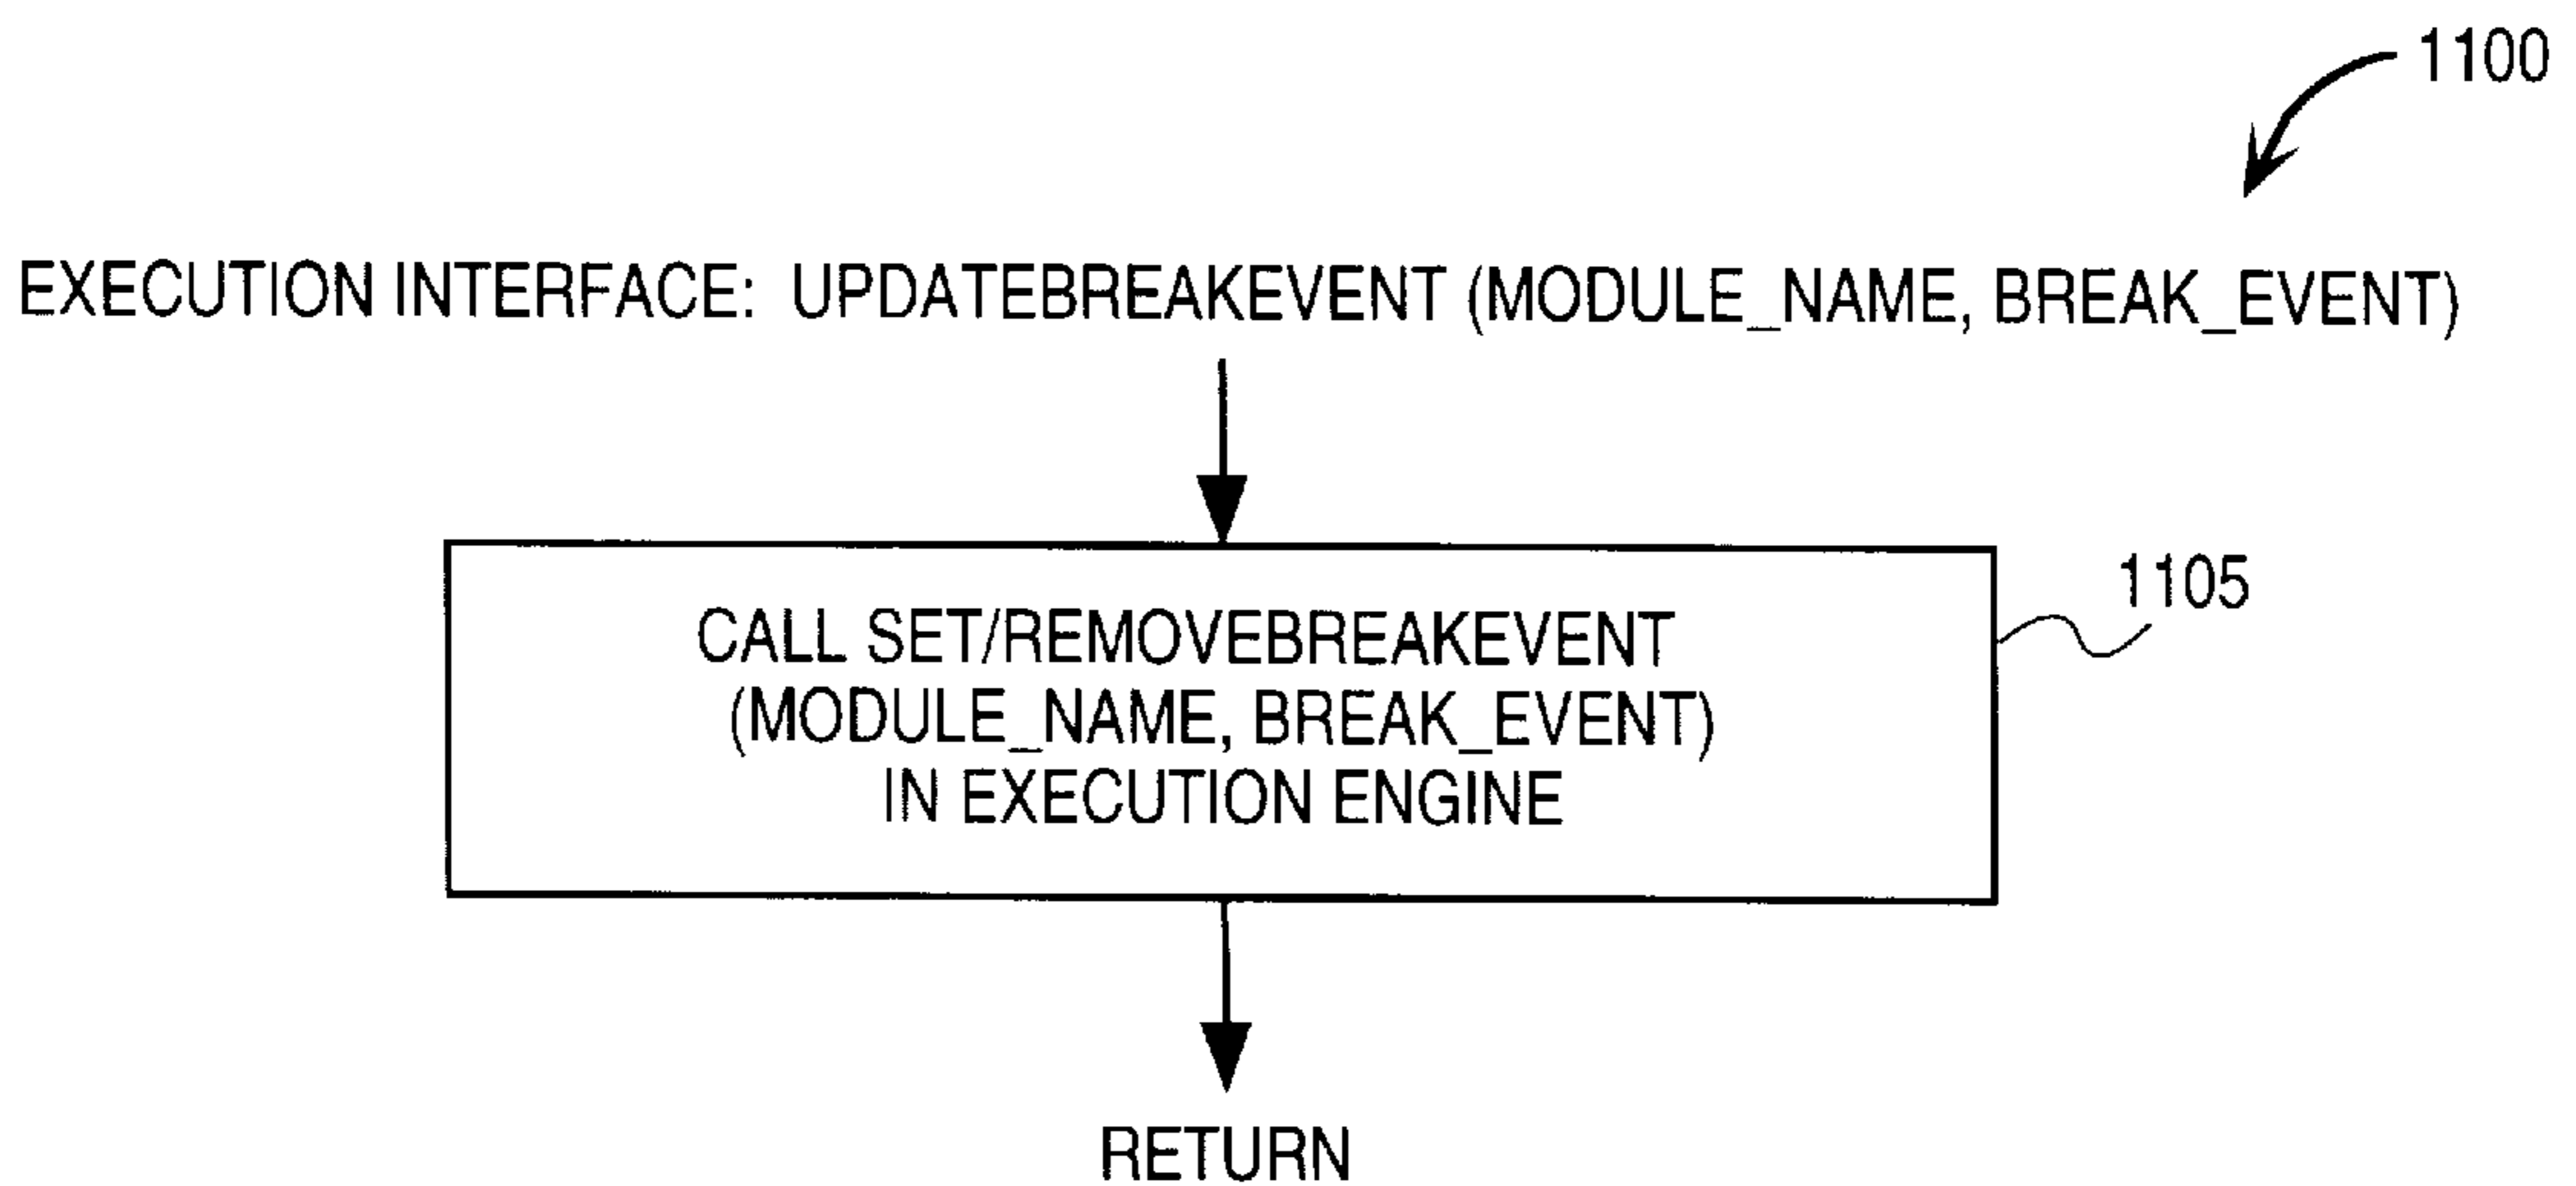 1100
EXECUTION INTERFACE: UPDATEBREAKEVENT (MODULE_NAME, BREAK_EVENT)
1105
CALL SET/REMOVEBREAKEVENT
(MODULE_NAME, BREAK_EVENT)
IN EXECUTION ENGINE
RETURN